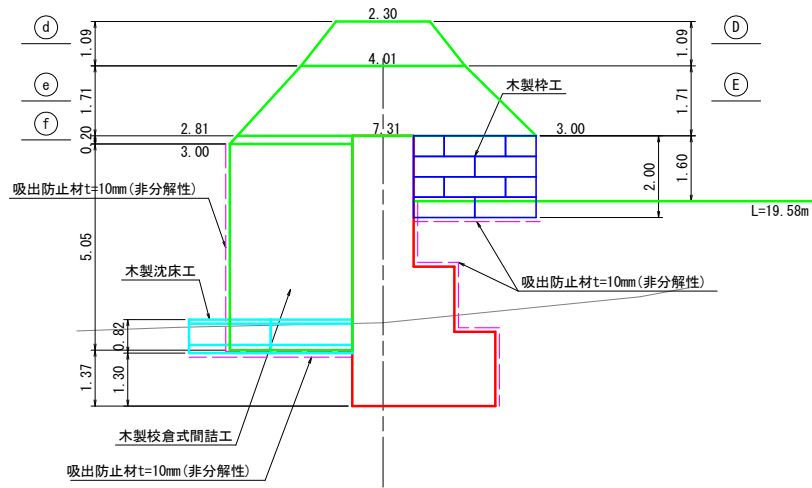 2.30
d
D
1.09
1.09
4.01
e
E
1.71
1.71
木製枠工
f
0.20
2.81
7.31
3.00
3.00
2.00
1.60
吸出防止材t=10mm(非分解性)
L=19.58m
5.05
木製沈床工
吸出防止材t=10mm(非分解性)
0.82
1.37
1.30
木製校倉式間詰工
吸出防止材t=10mm(非分解性)